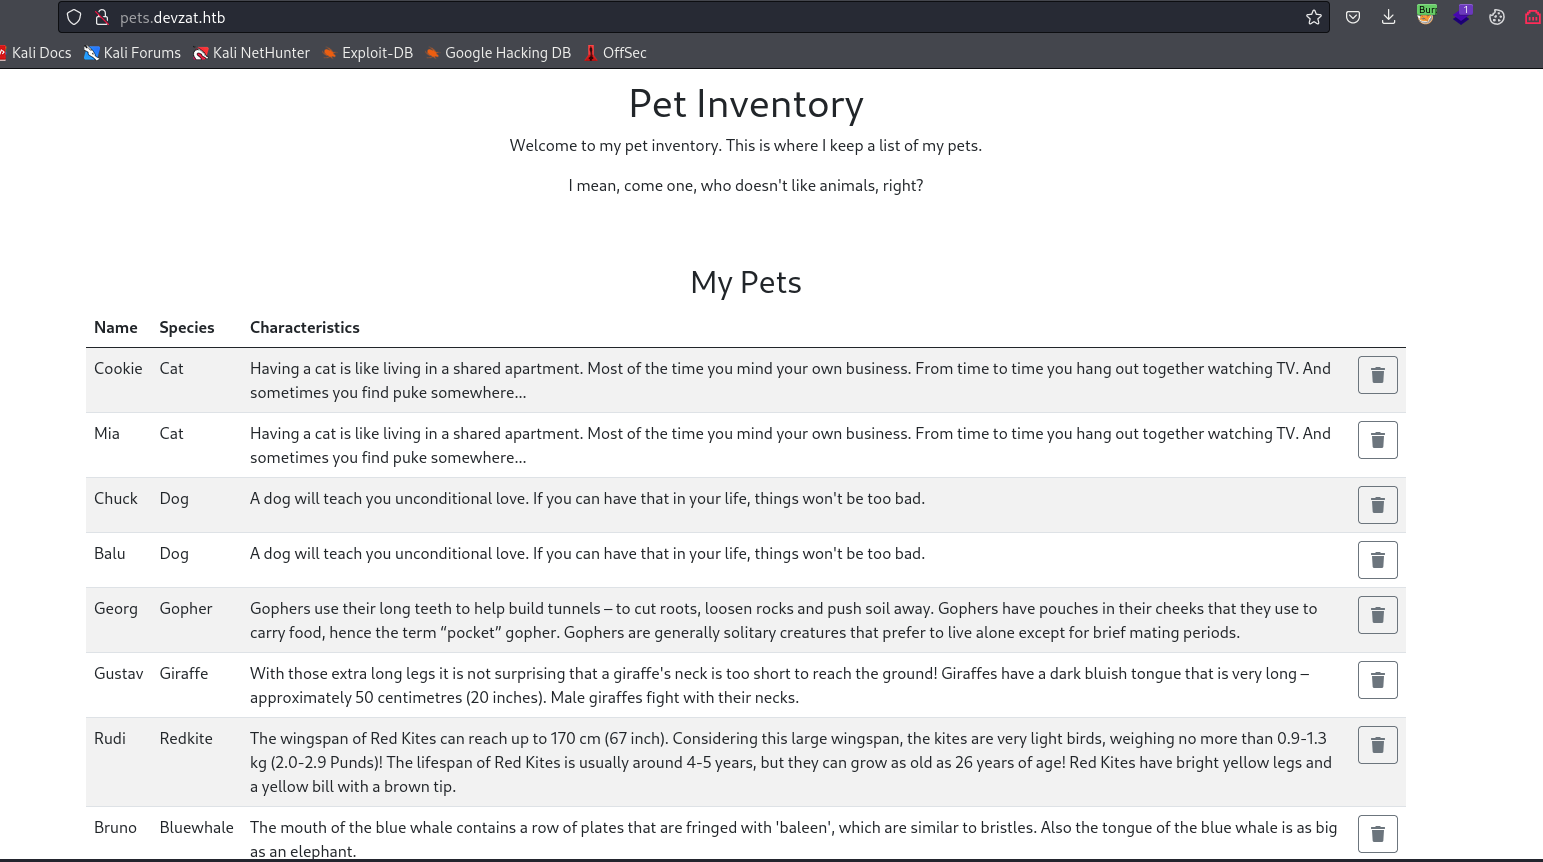 pets.devzat.htb
Burp
1
Kali Docs
Kali Forums
Kali NetHunter
Exploit-DB
Google Hacking DB
OffSec
Pet Inventory
Welcome to my pet inventory. This is where I keep a list of my pets.
I mean, come one, who doesn't like animals, right?
My Pets
Name Species Characteristics
Cookie Cat Having a cat is like living in a shared apartment. Most of the time you mind your own business. From time to time you hang out together watching TV. And
sometimes you find puke somewhere...
Mia Cat Having a cat is like living in a shared apartment. Most of the time you mind your own business. From time to time you hang out together watching TV. And
sometimes you find puke somewhere...
Chuck Dog A dog will teach you unconditional love. If you can have that in your life, things won't be too bad.
Balu Dog A dog will teach you unconditional love. If you can have that in your life, things won't be too bad.
Georg Gopher Gophers use their long teeth to help build tunnels – to cut roots, loosen rocks and push soil away. Gophers have pouches in their cheeks that they use to
carry food, hence the term “pocket” gopher. Gophers are generally solitary creatures that prefer to live alone except for brief mating periods.
Gustav Giraffe With those extra long legs it is not surprising that a giraffe's neck is too short to reach the ground! Giraffes have a dark bluish tongue that is very long –
approximately 50 centimetres (20 inches). Male giraffes fight with their necks.
Rudi Redkite The wingspan of Red Kites can reach up to 170 cm (67 inch). Considering this large wingspan, the kites are very light birds, weighing no more than 0.9-1.3
kg (2.0-2.9 Punds)! The lifespan of Red Kites is usually around 4-5 years, but they can grow as old as 26 years of age! Red Kites have bright yellow legs and
a yellow bill with a brown tip.
Bruno Bluewhale The mouth of the blue whale contains a row of plates that are fringed with 'baleen', which are similar to bristles. Also the tongue of the blue whale is as big
as an elephant.